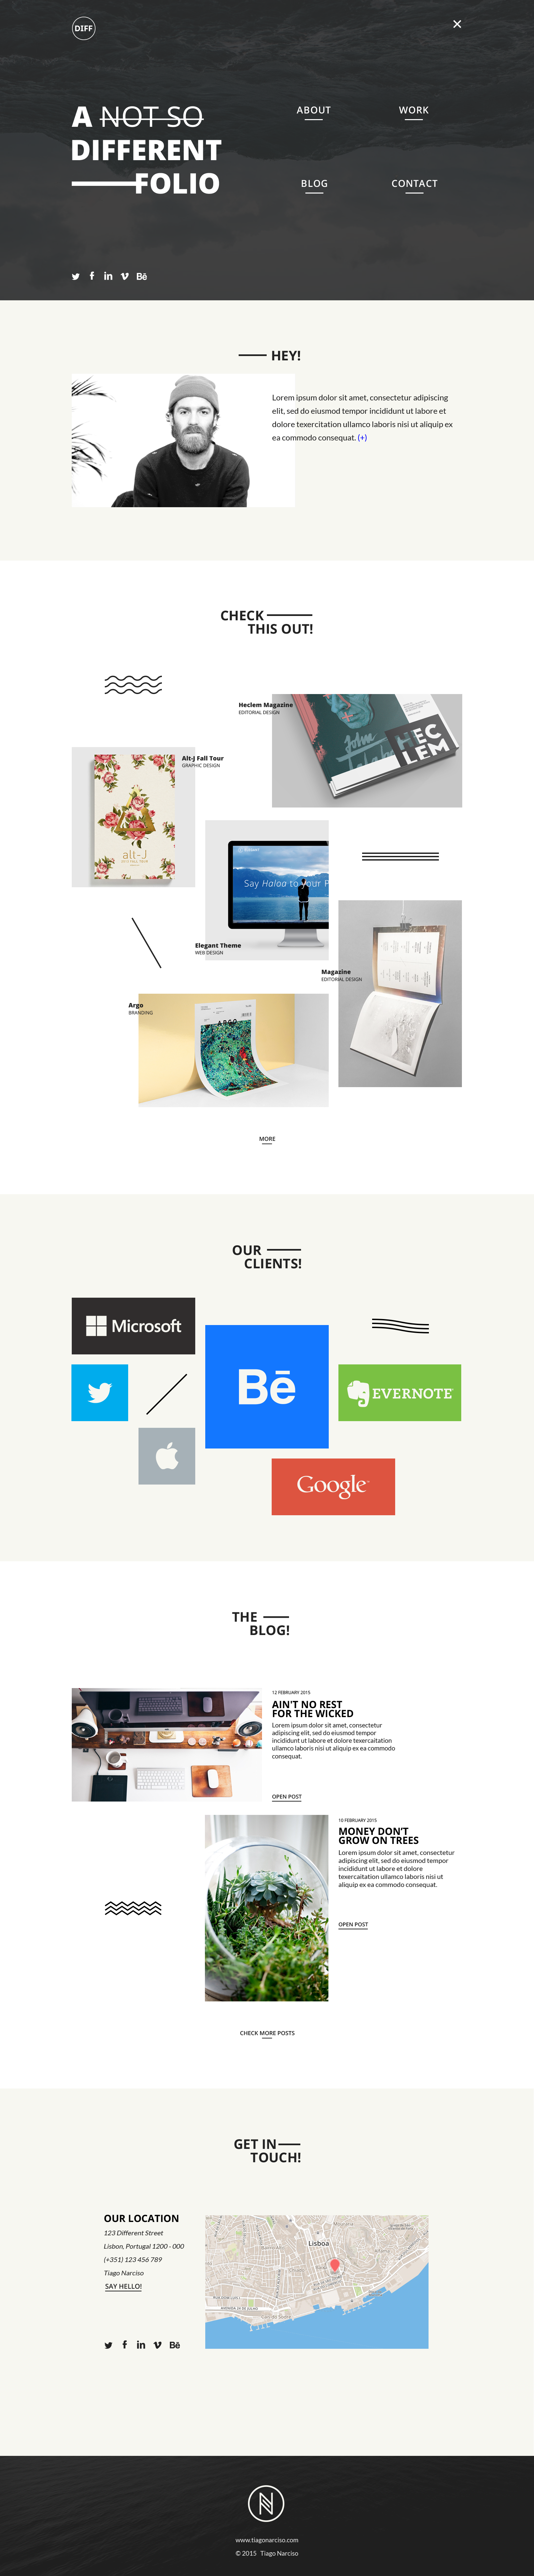 DIFF
A NOT SO
DIFFERENT
FOLIO
ABOUT
WORK
BLOG
CONTACT
Bē
HEY!
Lorem ipsum dolor sit amet, consectetur adipiscing
elit, sed do eiusmod tempor incididunt ut labore et
dolore texercitation ullamco laboris nisi ut aliquip ex
ea commodo consequat. (+)
CHECK
THIS OUT!
Heclem Magazine
EDITORIAL DESIGN
HEC
LEM
Alt-J Fall Tour
GRAPHIC DESIGN
alt-J
Say Haloa to your P
Elegant Theme
WEB DESIGN
Magazine
EDITORIAL DESIGN
Argo
BRANDING
ARGO
MORE
OUR
CLIENTS!
Microsoft
Bē
EVERNOTE
Google
THE
BLOG!
12 FEBRUARY 2015
AIN'T NO REST
FOR THE WICKED
Lorem ipsum dolor sit amet, consectetur
adipiscing elit, sed do eiusmod tempor
incididunt ut labore et dolore texercitation
ullamco laboris nisi ut aliquip ex ea commodo
consequat.
OPEN POST
10 FEBRUARY 2015
MONEY DON'T
GROW ON TREES
Lorem ipsum dolor sit amet, consectetur
adipiscing elit, sed do eiusmod tempor
incididunt ut labore et dolore
texercaitation ullamco laboris nisi ut
aliquip ex ea commodo consequat.
OPEN POST
CHECK MORE POSTS
GET IN
TOUCH!
OUR LOCATION
123 Different Street
Lisbon, Portugal 1200 - 000
(+351) 123 456 789
Tiago Narciso
SAY HELLO!
Bē
Lisboa
www.tiagonarciso.com
© 2015 Tiago Narciso